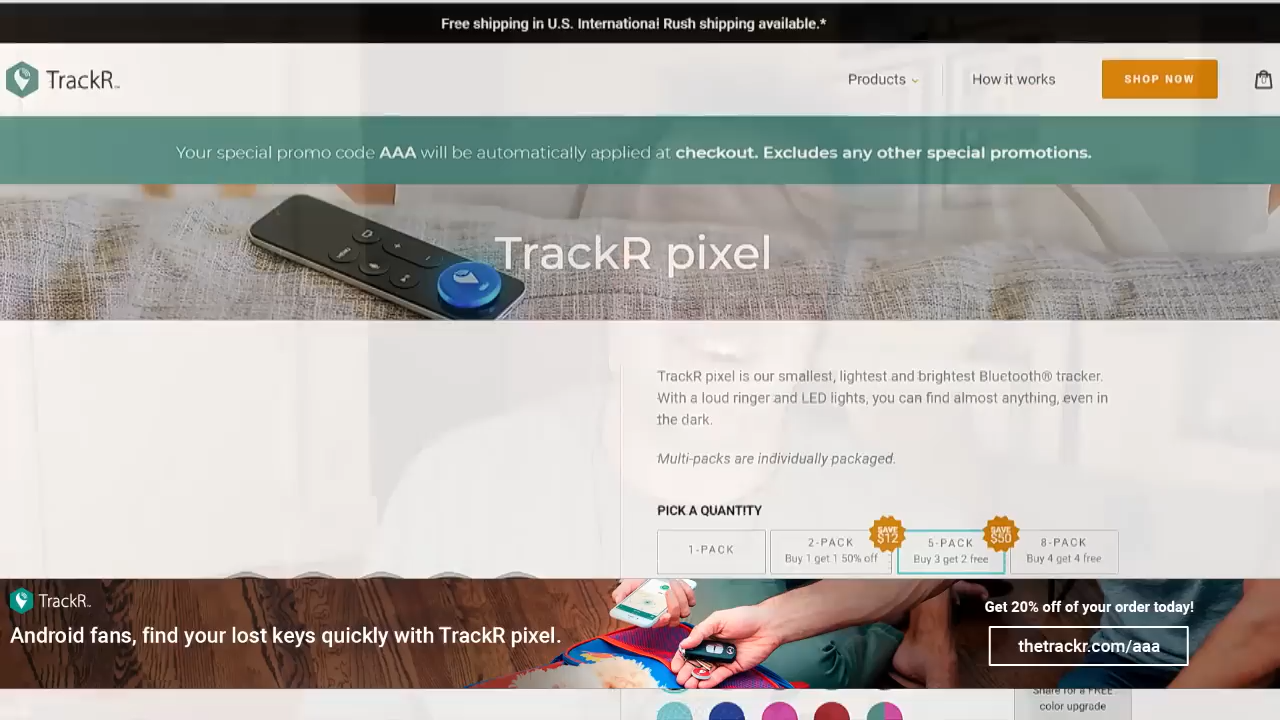 Free shipping in U.S. International Rush shipping available.*
TrackR
Products
How it works
SHOP NOW
0
Your special promo code AAA will be automatically applied at checkout. Excludes any other special promotions.
TrackR pixel
TrackR pixel is our smallest, lightest and brightest Bluetooth® tracker.
With a loud ringer and LED lights, you can find almost anything, even in
the dark.
Multi-packs are individually packaged.
PICK A QUANTITY
1-PACK
2-PACK
Buy 1 get 1 50% off
SAVE
$12
5-PACK
Buy 3 get 2 free
SAVE
$50
8-PACK
Buy 4 get 4 free
TrackR
Android fans, find your lost keys quickly with TrackR pixel.
Get 20% off of your order today!
thetrackr.com/aaa
Share for a FREE
color upgrade